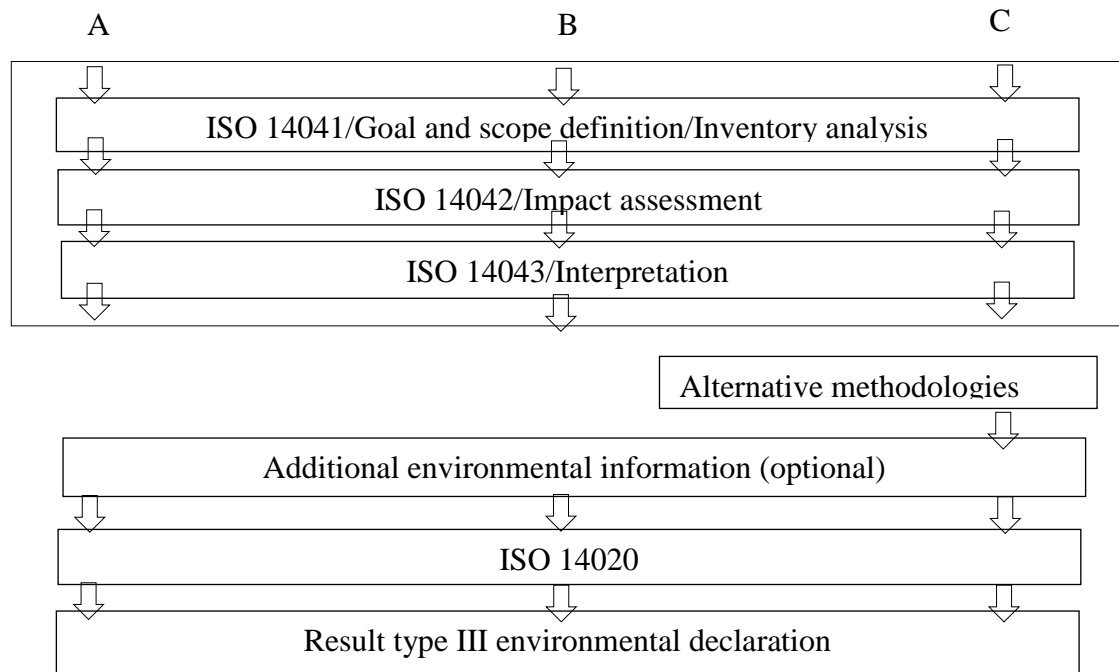 A
B
C
ISO 14041/Goal and scope definition/Inventory analysis
ISO 14042/Impact assessment
ISO 14043/Interpretation
Alternative methodologies
Additional environmental information (optional)
ISO 14020
Result type III environmental declaration